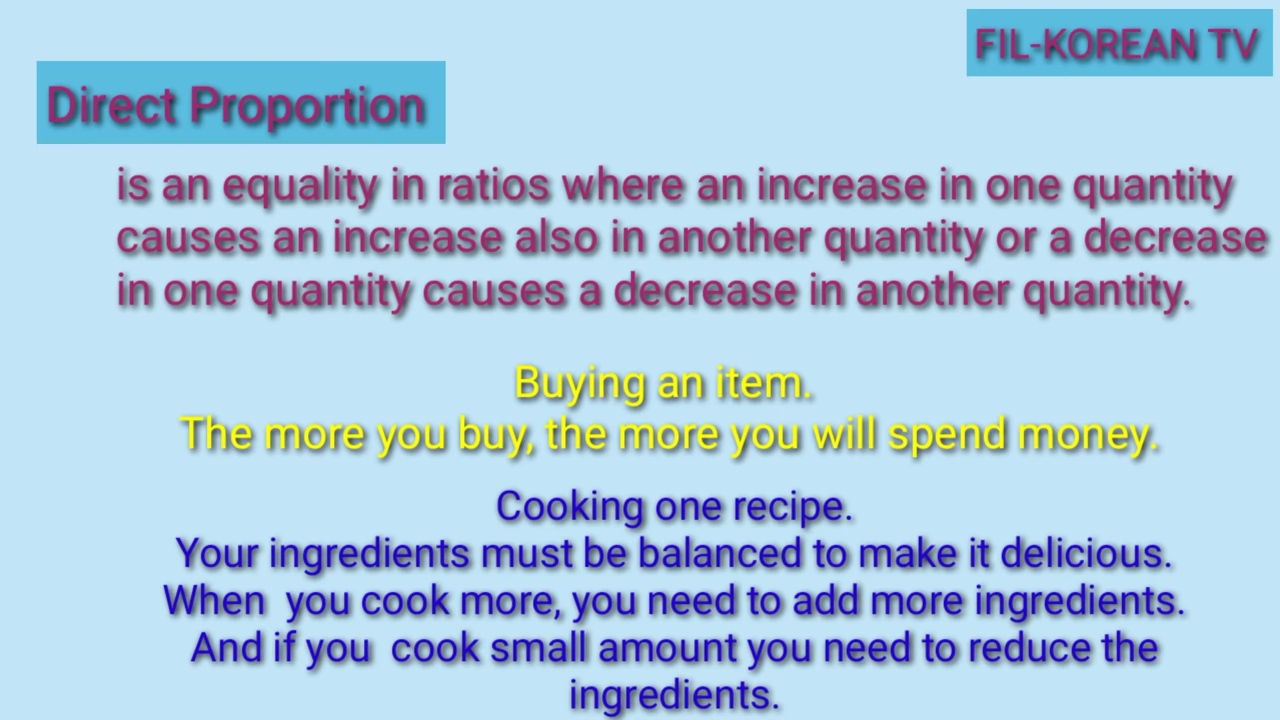 FIL-KOREAN TV
Direct Proportion
is an equality in ratios where an increase in one quantity
causes an increase also in another quantity or a decrease
in one quantity causes a decrease in another quantity.
Buying an item.
The more you buy, the more you will spend money.
Cooking one recipe.
Your ingredients must be balanced to make it delicious.
When  you cook more, you need to add more ingredients.
And if you  cook small amount you need to reduce the
ingredients.